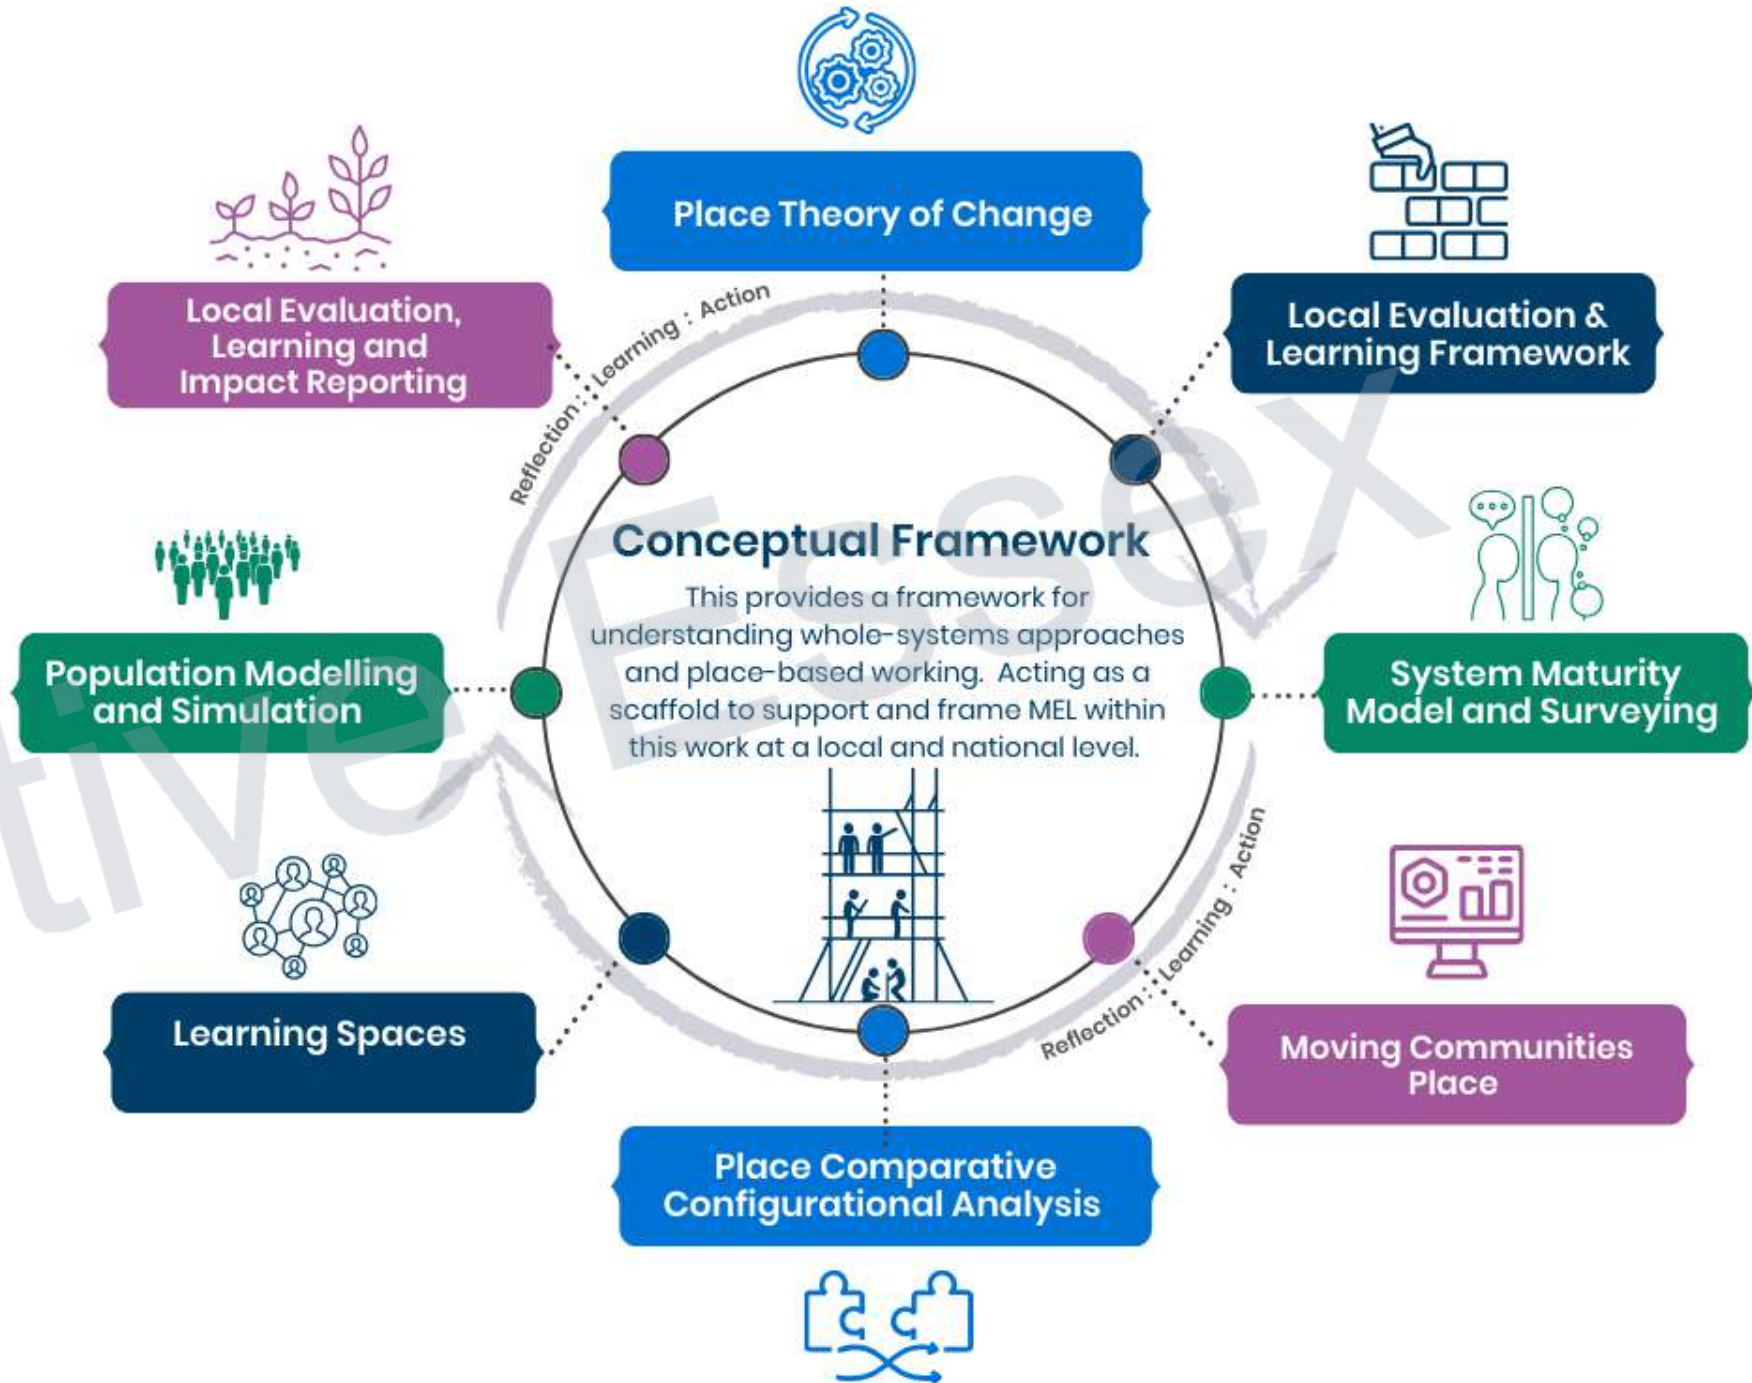 Place Theory of Change
Local Evaluation &
Learning Framework
System Maturity
Model and Surveying
Moving Communities
Place
Place Comparative
Configurational Analysis
Learning Spaces
Population Modelling
and Simulation
Local Evaluation,
Learning and
Impact Reporting
Reflection : Learning : Action
Reflection : Learning : Action
Conceptual Framework
This provides a framework for
understanding whole-systems approaches
and place-based working. Acting as a
scaffold to support and frame MEL within
this work at a local and national level.
tive Essex